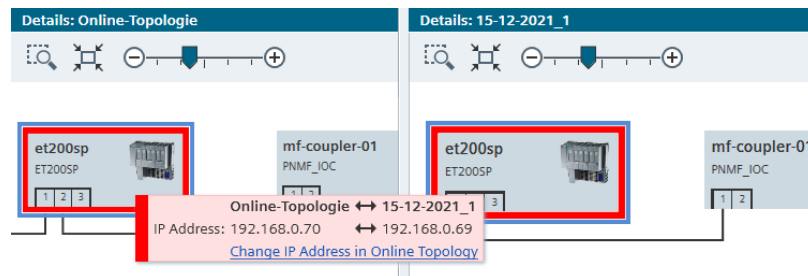 Details: Online-Topologie
Details: 15-12-2021_1
et200sp
ET200SP
1 2 3
mf-coupler-01
PNMF_IOC
1 2
et200sp
ET200SP
3
mf-coupler-01
PNMF_IOC
1 2
Online-Topologie ↔ 15-12-2021_1
IP Address: 192.168.0.70 ↔ 192.168.0.69
Change IP Address in Online Topology